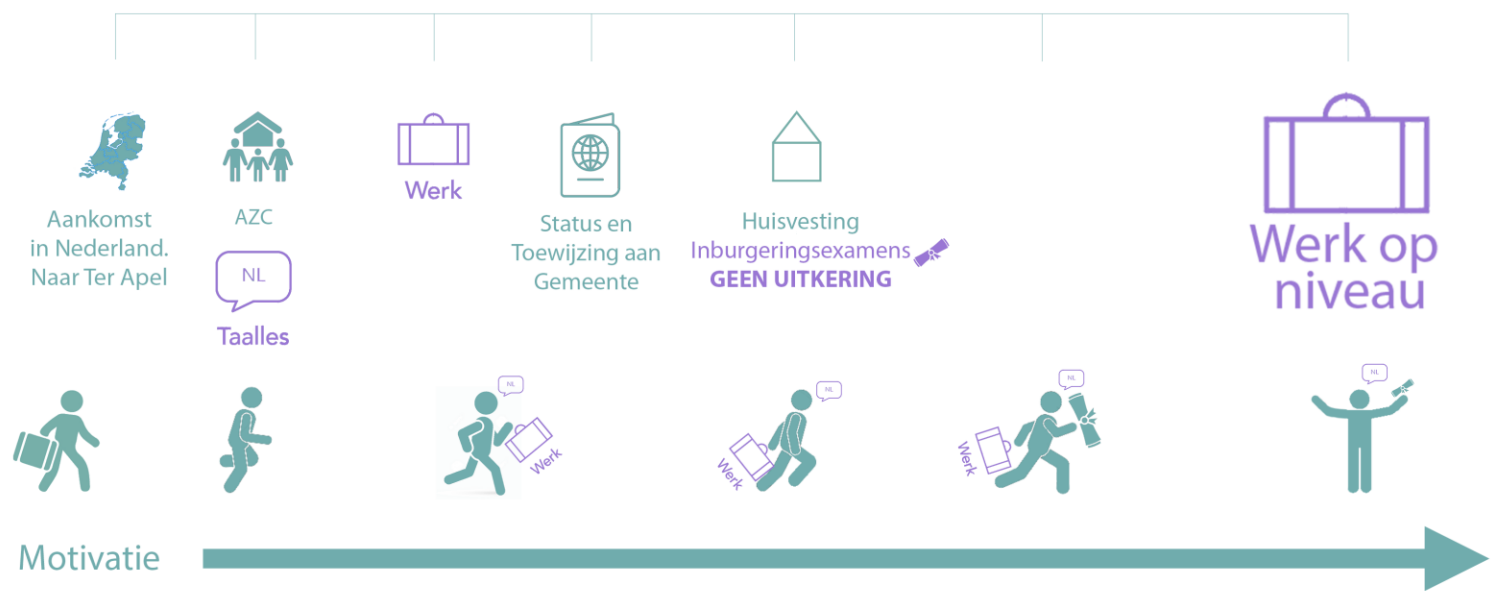 Aankomst
in Nederland.
Naar Ter Apel
AZC
NL
Taalles
Werk
Status en
Toewijzing aan
Gemeente
Huisvesting
Inburgeringsexamens
GEEN UITKERING
Werk op
niveau
NL
Werk
NL
Werk
NL
Werk
NL
Motivatie